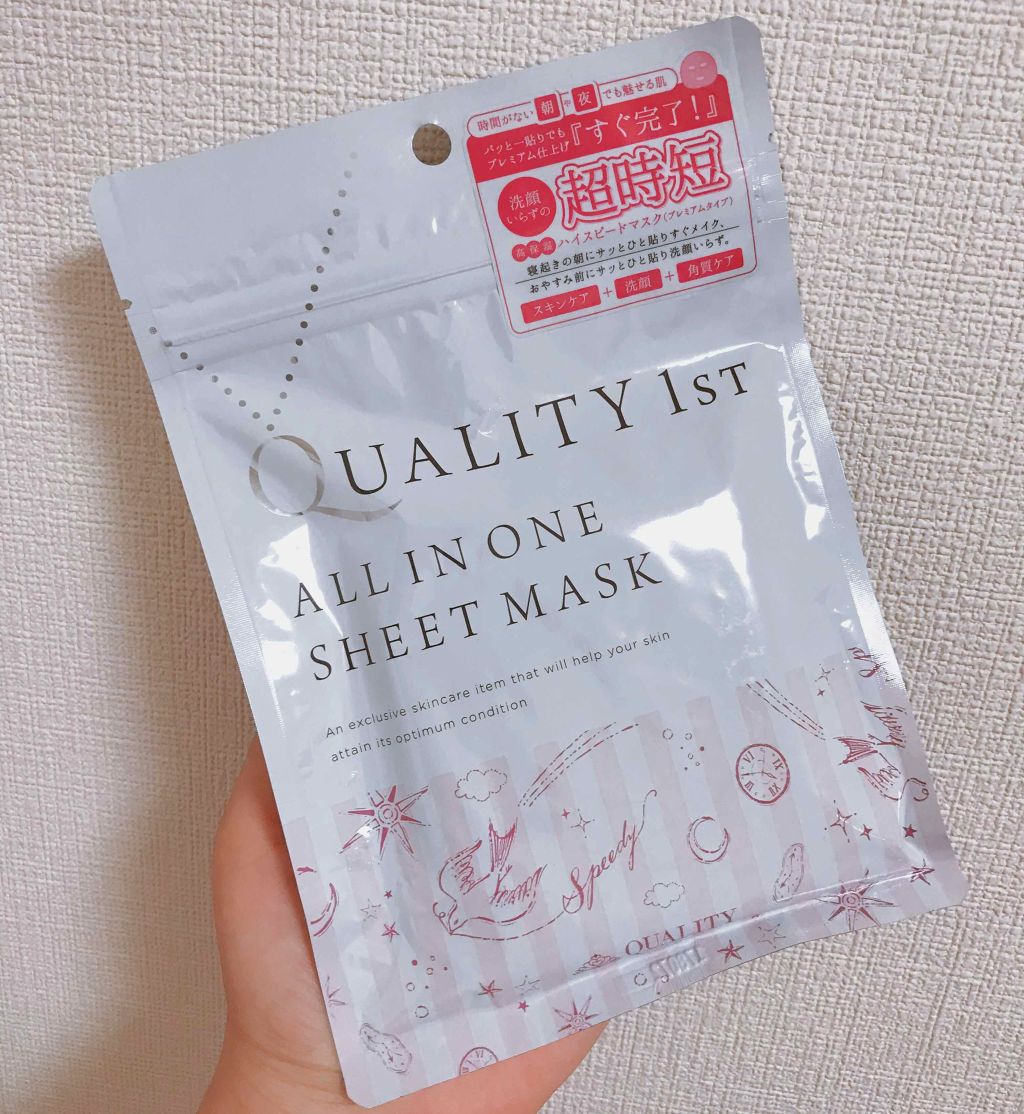 時間がない朝や夜でも魅せる肌
パッと一貼りでも
プレミアム仕上げ
『すぐ完了!』
洗顔
いらずの
超時短
高保湿 ハイスピードマスク(プレミアムタイプ)
寝起きの朝にサッとひと貼りすぐメイク、
おやすみ前にサッとひと貼り洗顔いらず。
スキンケア + 洗顔 + 角質ケア
QUALITY 1ST
ALL IN ONE
SHEET MASK
An exclusive skincare item that will help your skin
attain its optimum condition
Speedy
QUALITY